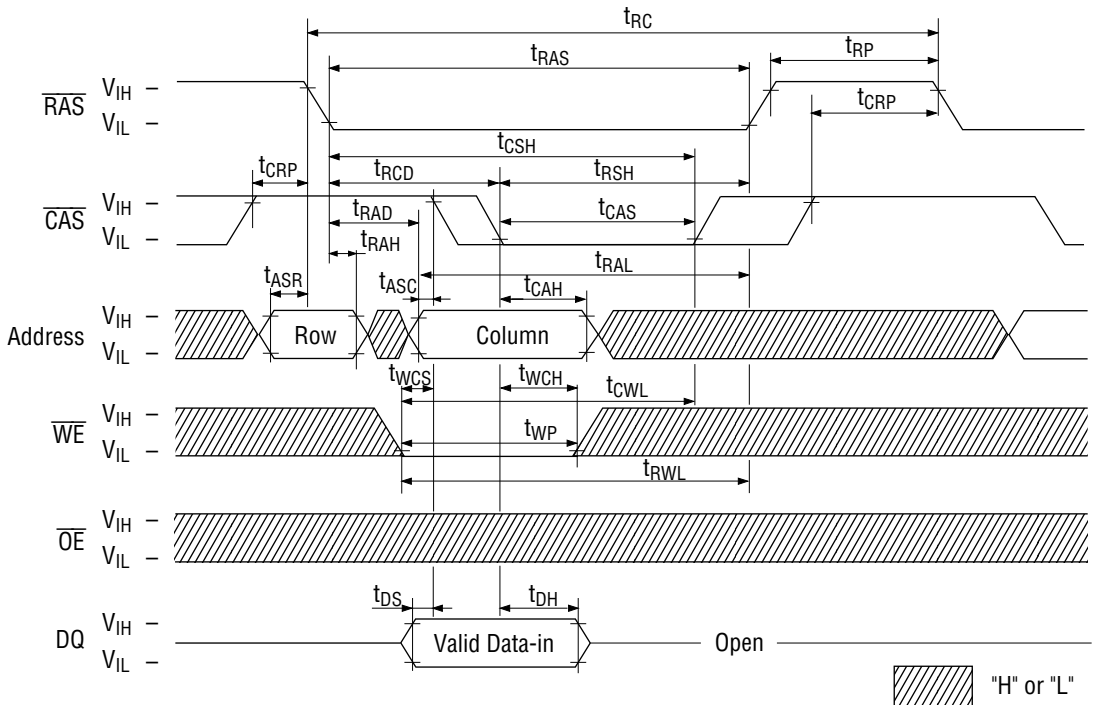 tRC
tRAS
tRP
RAS
VIH –
VIL –
tCRP
tCSH
tCRP
tRCD
tRSH
CAS
VIH –
VIL –
tRAD
tCAS
tRAH
tRAL
tASR
tASC
tCAH
Address
VIH –
VIL –
Row
Column
tWCS
tWCH
tCWL
WE
VIH –
VIL –
tWP
tRWL
OE
VIH –
VIL –
tDS
tDH
DQ
VIH –
VIL –
Valid Data-in
Open
"H" or "L"